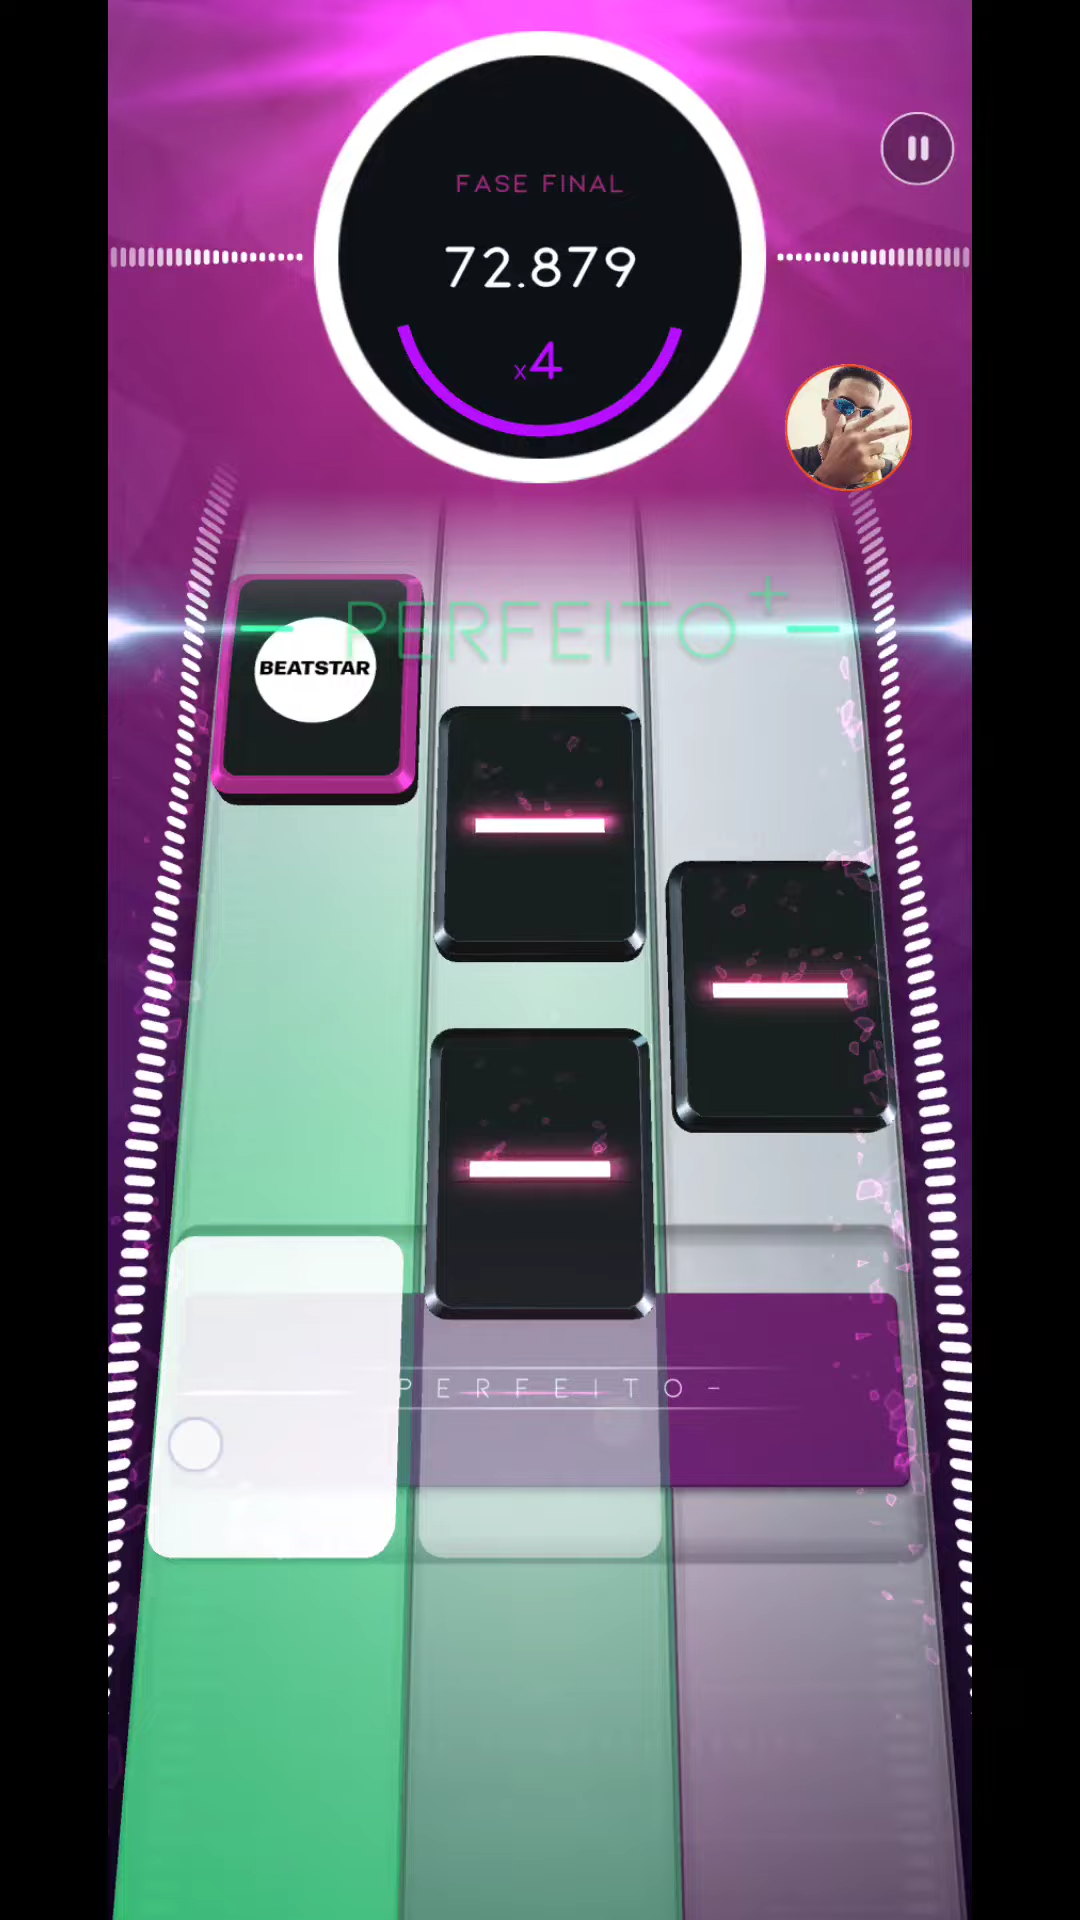 FASE FINAL
72.879
x4
PERFEITO+
BEATSTAR
PERFEITO-